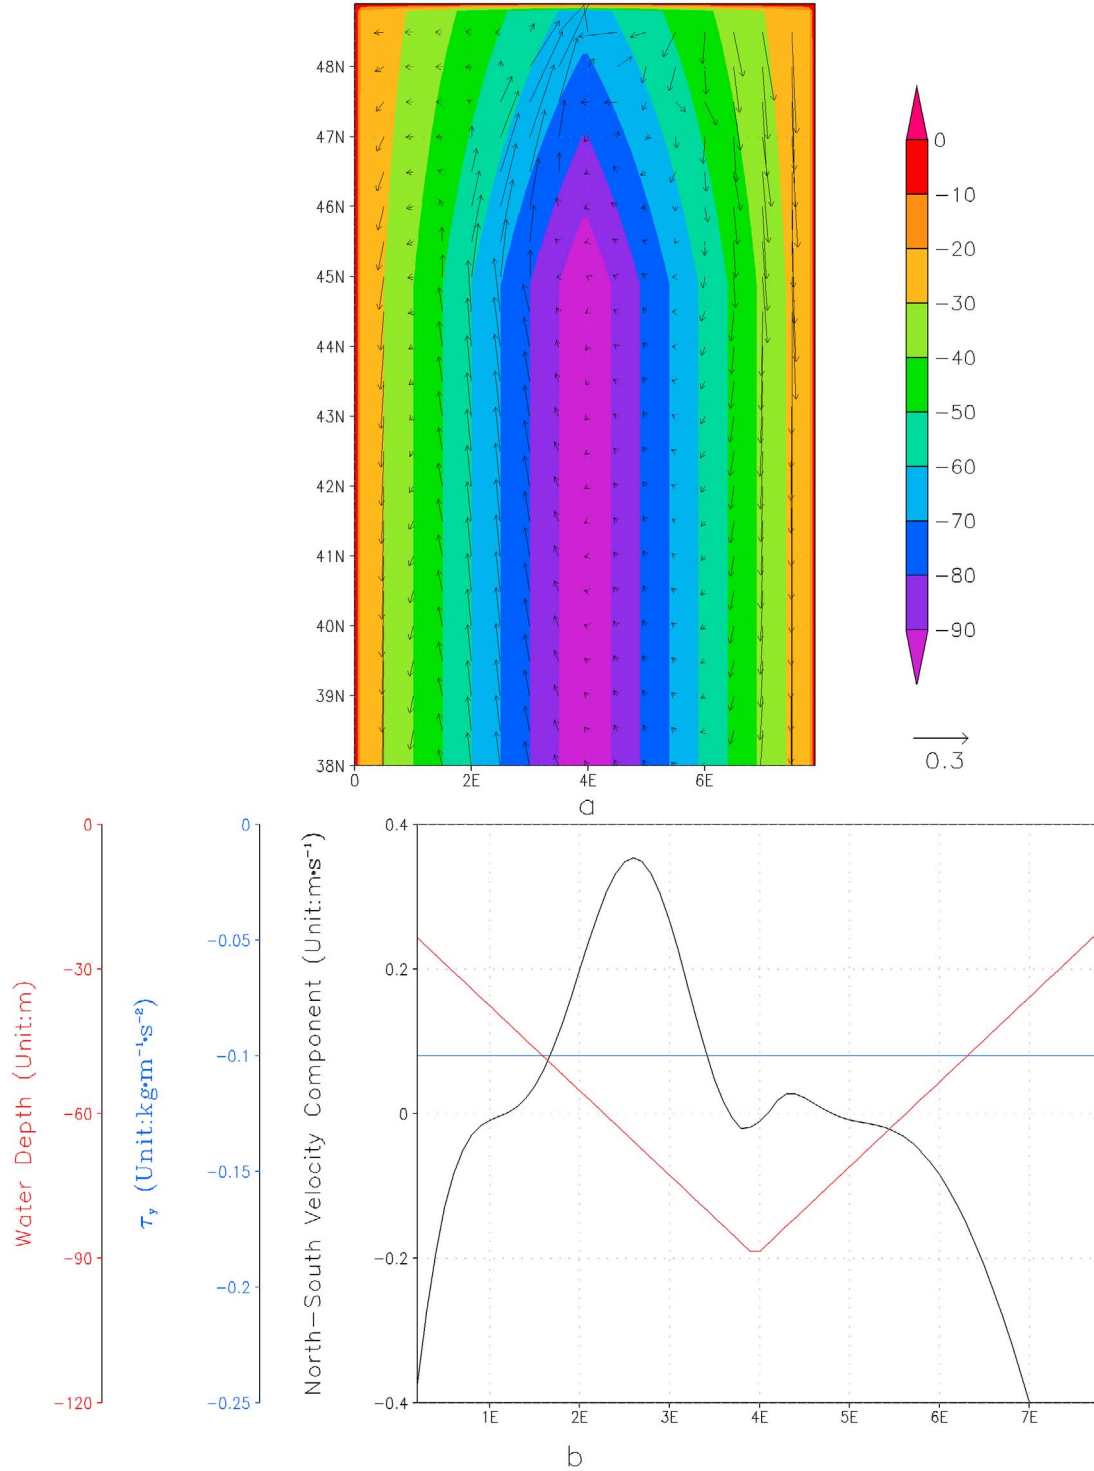 48N
47N
46N
45N
44N
43N
42N
41N
40N
39N
38N
0
2E
4E
6E
a
0
−10
−20
−30
−40
−50
−60
−70
−80
−90
0.3
Water Depth (Unit:m)
0
−30
−60
−90
−120
τy (Unit:kg•m⁻¹•s⁻²)
0
−0.05
−0.1
−0.15
−0.2
−0.25
North−South Velocity Component (Unit:m•s⁻¹)
0.4
0.2
0
−0.2
−0.4
1E
2E
3E
4E
5E
6E
7E
b